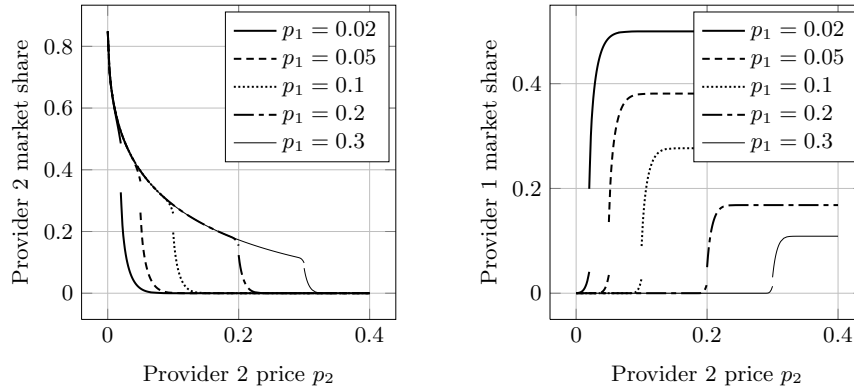 Provider 2 market share
0.8
0.6
0.4
0.2
0
0
0.2
0.4
Provider 2 price p₂
p₁ = 0.02
p₁ = 0.05
p₁ = 0.1
p₁ = 0.2
p₁ = 0.3
Provider 1 market share
0.4
0.2
0
0
0.2
0.4
Provider 2 price p₂
p₁ = 0.02
p₁ = 0.05
p₁ = 0.1
p₁ = 0.2
p₁ = 0.3